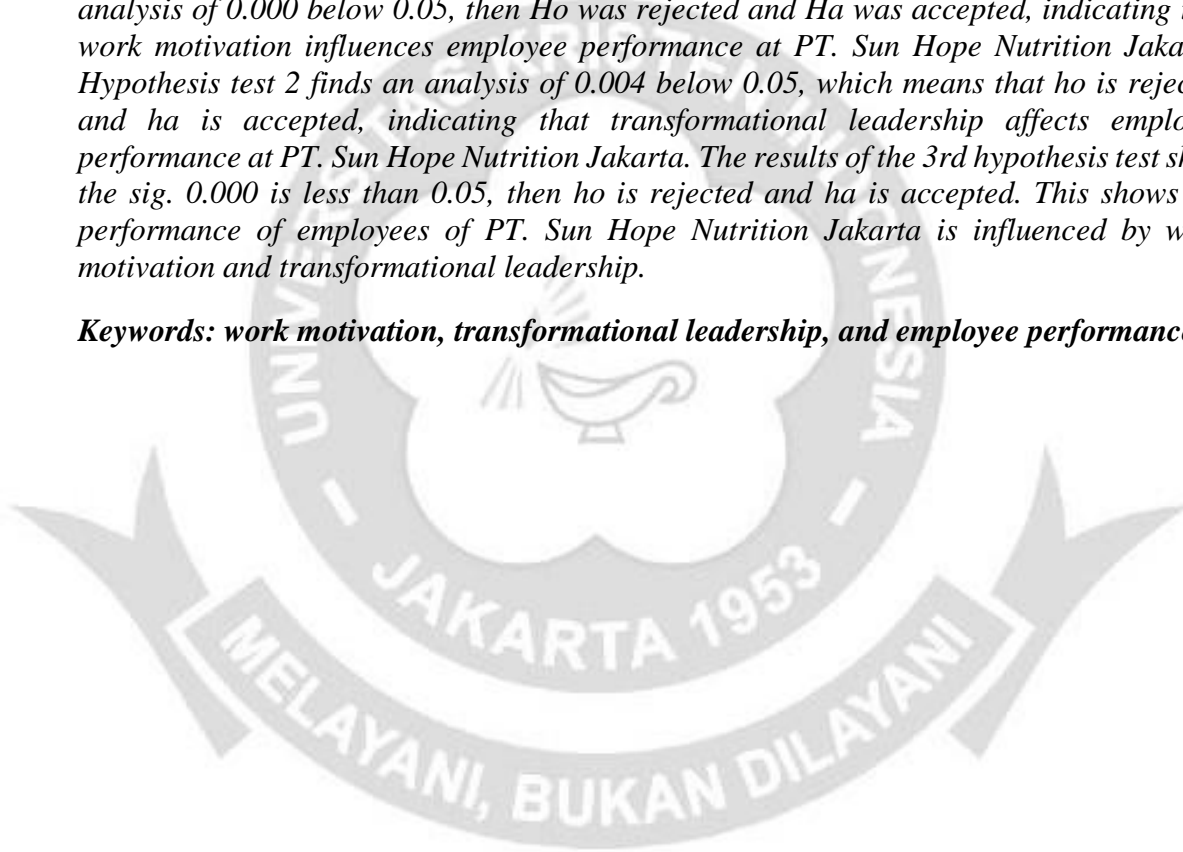 analysis of 0.000 below 0.05, then Ho was rejected and Ha was accepted, indicating
work motivation influences employee performance at PT. Sun Hope Nutrition
Hypothesis test 2 finds an analysis of 0.004 below 0.05, which means that ho is
and ha is accepted, indicating that transformational leadership affects
performance at PT. Sun Hope Nutrition Jakarta. The results of the 3rd hypothesis test
the sig. 0.000 is less than 0.05, then ho is rejected and ha is accepted. This shows
performance of employees of PT. Sun Hope Nutrition Jakarta is influenced by
motivation and transformational leadership.
Keywords: work motivation, transformational leadership, and employee performance
UNIVERSITAS KRISTEN INDONESIA
JAKARTA 1953
MELAYANI, BUKAN DILAYANI